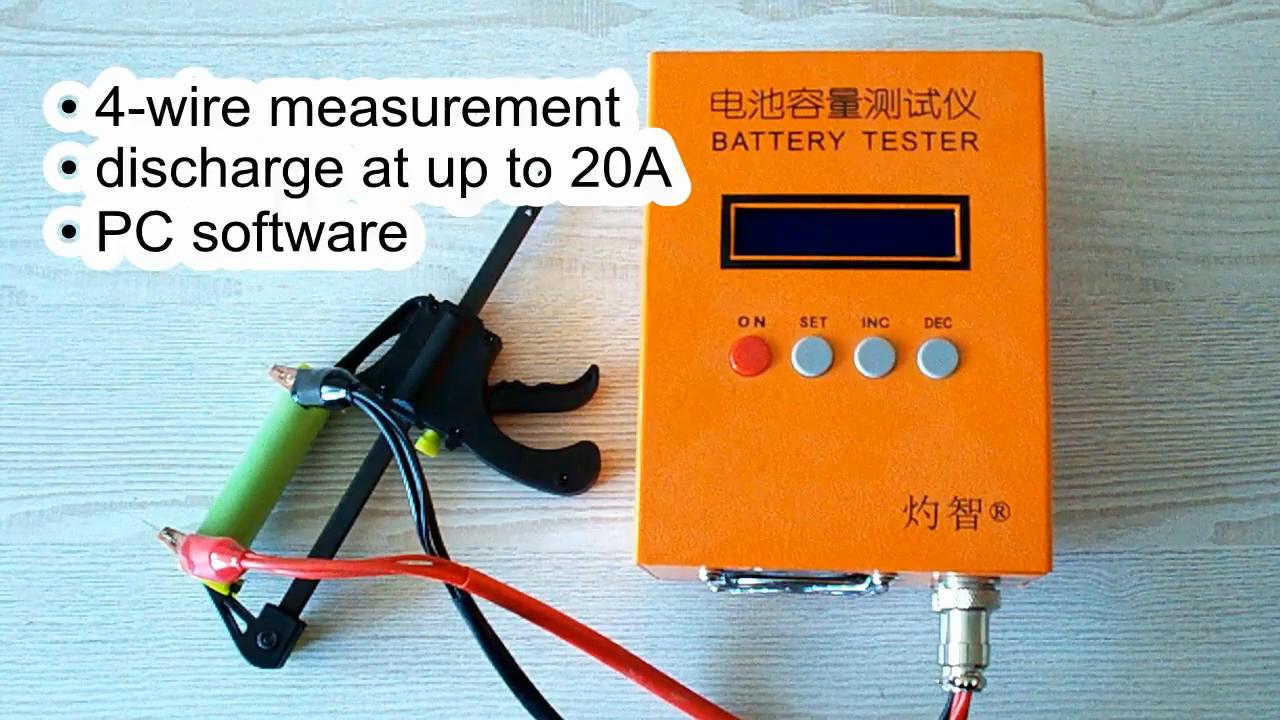 • 4-wire measurement
• discharge at up to 20A
• PC software
电池容量测试仪
BATTERY TESTER
ON SET INC DEC
灼智®